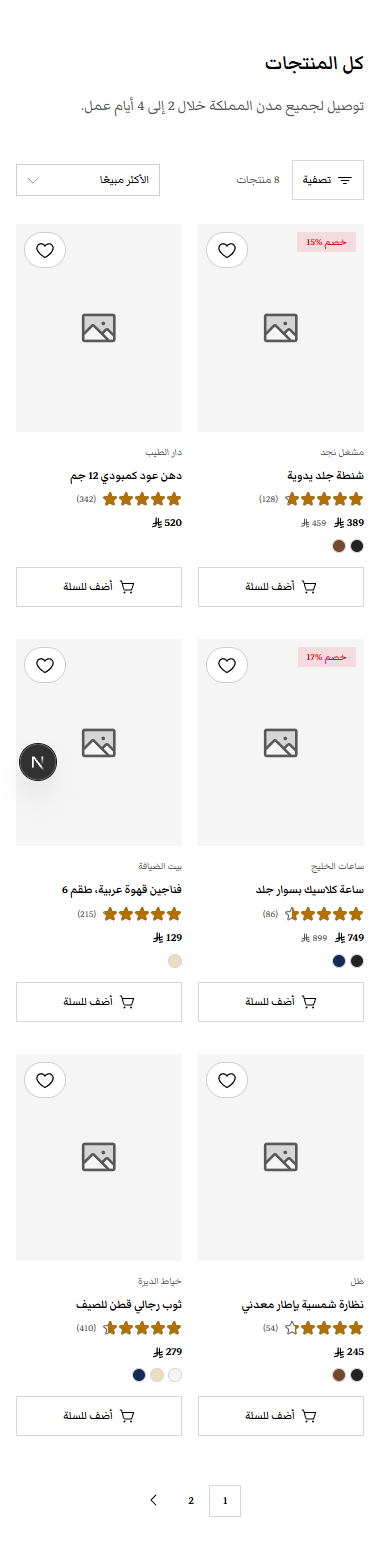 كل المنتجات
توصيل لجميع مدن المملكة خلال 2 إلى 4 أيام عمل.
تصفية
8 منتجات
الأكثر مبيعًا
خصم 15%
مشغل نجد
شنطة جلد يدوية
(128)
389 459
أضف للسلة
دار الطيب
دهن عود كمبودي 12 جم
(342)
520
أضف للسلة
خصم 17%
ساعات الخليج
ساعة كلاسيك بسوار جلد
(86)
749 899
أضف للسلة
N
بيت الضيافة
فناجين قهوة عربية، طقم 6
(215)
129
أضف للسلة
ظل
نظارة شمسية بإطار معدني
(54)
245
أضف للسلة
خياط الديرة
ثوب رجالي قطن للصيف
(410)
279
أضف للسلة
1 2